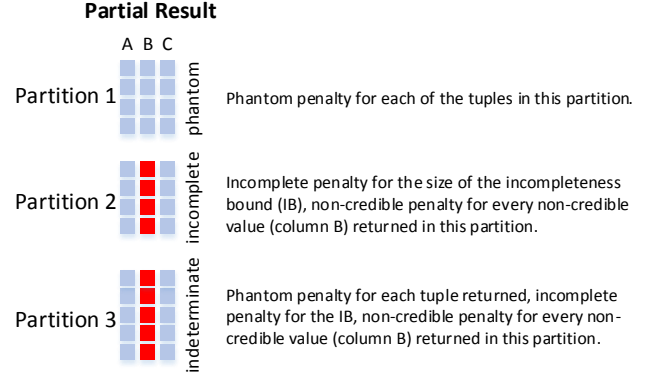 Partial Result
A B C
Partition 1
phantom
Phantom penalty for each of the tuples in this partition.
Partition 2
incomplete
Incomplete penalty for the size of the incompleteness
bound (IB), non-credible penalty for every non-credible
value (column B) returned in this partition.
Partition 3
indeterminate
Phantom penalty for each tuple returned, incomplete
penalty for the IB, non-credible penalty for every non-
credible value (column B) returned in this partition.